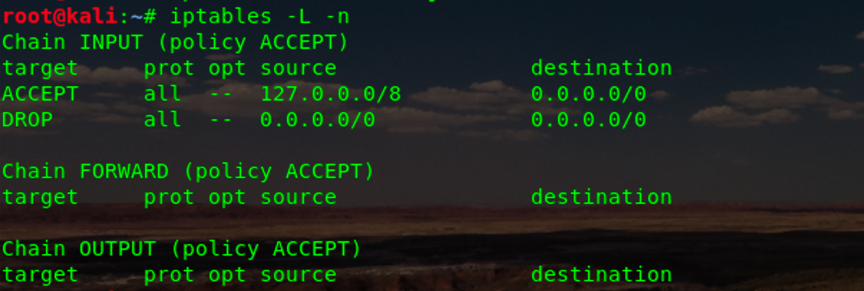 root@kali:~# iptables -L -n
Chain INPUT (policy ACCEPT)
target     prot opt source               destination
ACCEPT     all  --  127.0.0.0/8          0.0.0.0/0
DROP       all  --  0.0.0.0/0            0.0.0.0/0

Chain FORWARD (policy ACCEPT)
target     prot opt source               destination

Chain OUTPUT (policy ACCEPT)
target     prot opt source               destination